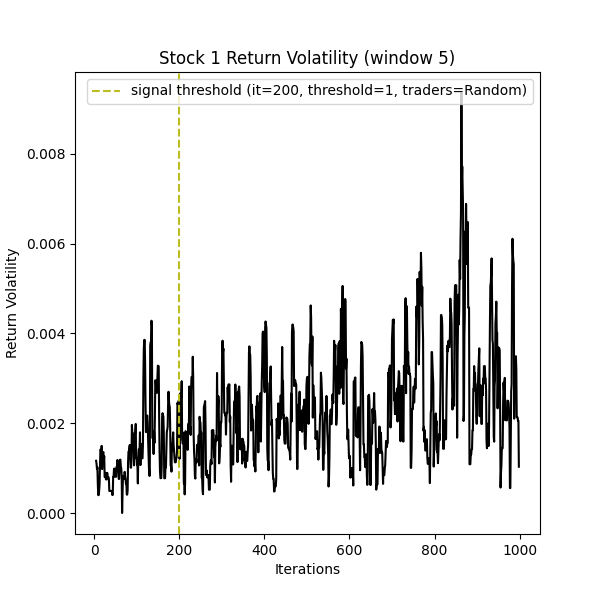 Stock 1 Return Volatility (window 5)
signal threshold (it=200, threshold=1, traders=Random)
0.008
0.006
0.004
0.002
0.000
Return Volatility
0 200 400 600 800 1000
Iterations